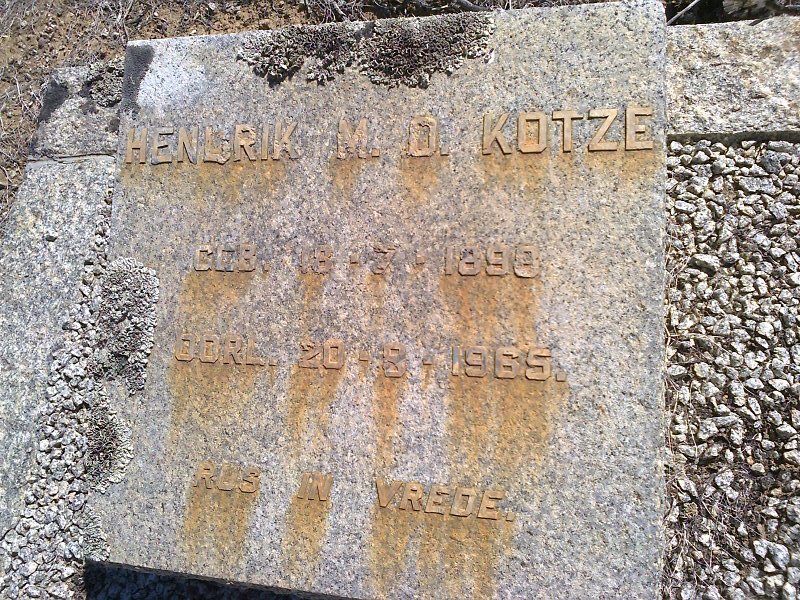 HENDRIK M. D. KOTZE
GEB. 18-7-1890
OORL. 20-8-1965.
RUS IN VREDE.